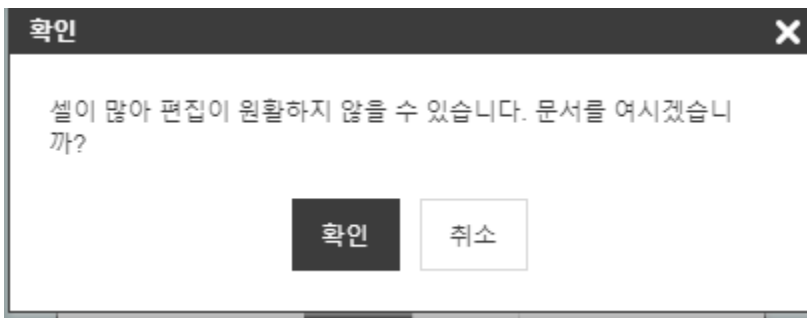 확인
셀이 많아 편집이 원활하지 않을 수 있습니다. 문서를 여시겠습니
까?
확인
취소